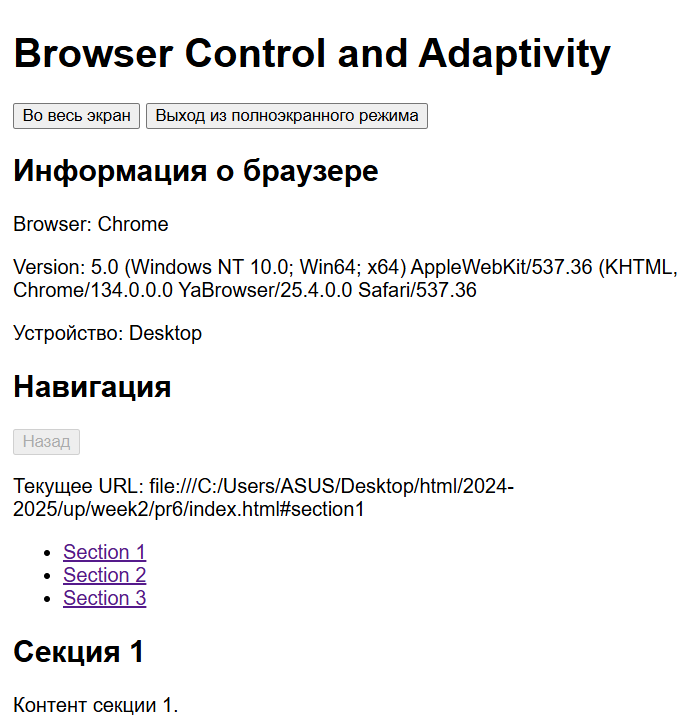 Browser Control and Adaptivity
Во весь экран Выход из полноэкранного режима
Информация о браузере
Browser: Chrome
Version: 5.0 (Windows NT 10.0; Win64; x64) AppleWebKit/537.36 (KHTML,
Chrome/134.0.0.0 YaBrowser/25.4.0.0 Safari/537.36
Устройство: Desktop
Навигация
Назад
Текущее URL: file:///C:/Users/ASUS/Desktop/html/2024-
2025/up/week2/pr6/index.html#section1
• Section 1
• Section 2
• Section 3
Секция 1
Контент секции 1.